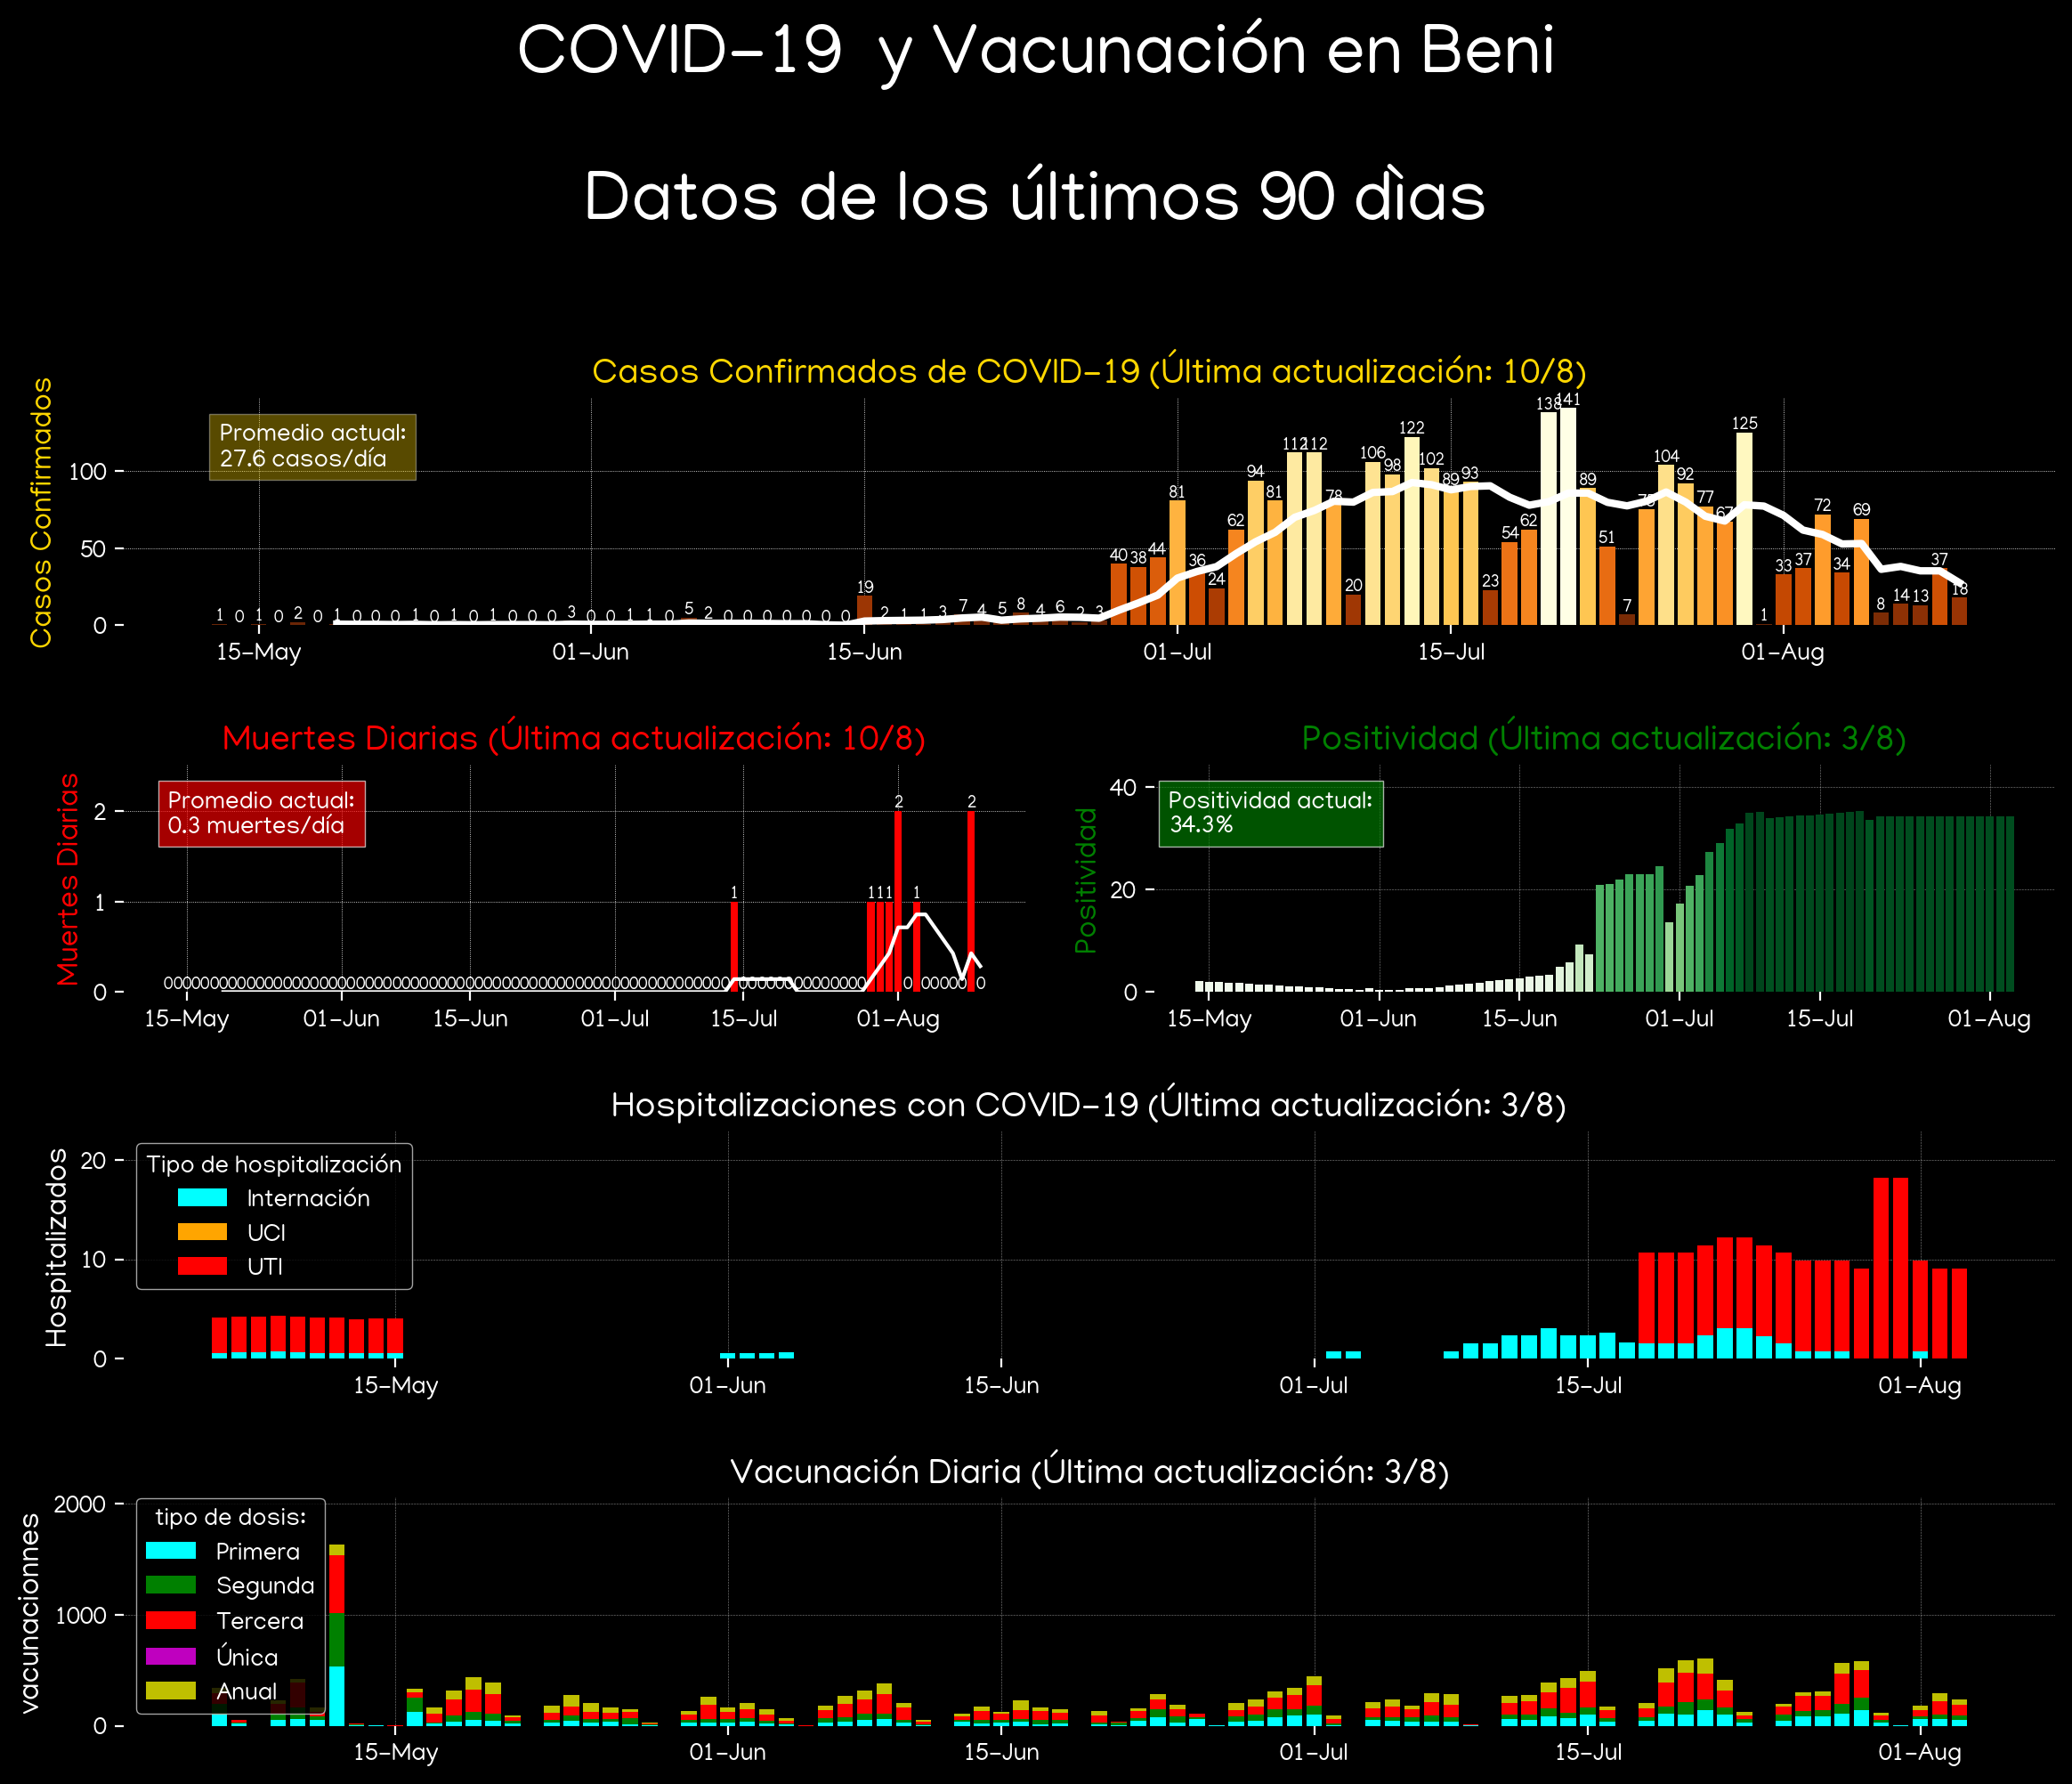 COVID-19 y Vacunación en Beni
Datos de los últimos 90 dìas
Casos Confirmados de COVID-19 (Última actualización: 10/8)
Casos Confirmados
Promedio actual:
27.6 casos/día
100
50
0
1 0 1 0 2 0 1 0 0 0 1 0 1 0 1 0 0 0 3 0 0 1 1 0 5 2 0 0 0 0 0 0 0 19 2 1 1 3 7 4 5 8 4 6 2 3 40 38 44 81 36 24 62 94 81 112 112 78 20 106 98 122 102 89 93 23 54 62 138 141 89 51 7 104 92 77 67 125 1 33 37 72 34 69 8 14 13 37 18
15-May 01-Jun 15-Jun 01-Jul 15-Jul 01-Aug
Muertes Diarias (Última actualización: 10/8)
Muertes Diarias
Promedio actual:
0.3 muertes/día
2
1
0
1 1 1 1 2 1 2
15-May 01-Jun 15-Jun 01-Jul 15-Jul 01-Aug
Positividad (Última actualización: 3/8)
Positividad
Positividad actual:
34.3%
40
20
0
15-May 01-Jun 15-Jun 01-Jul 15-Jul 01-Aug
Hospitalizaciones con COVID-19 (Última actualización: 3/8)
Hospitalizados
Tipo de hospitalización
Internación
UCI
UTI
20
10
0
15-May 01-Jun 15-Jun 01-Jul 15-Jul 01-Aug
Vacunación Diaria (Última actualización: 3/8)
vacunacionnes
tipo de dosis:
Primera
Segunda
Tercera
Única
Anual
2000
1000
0
15-May 01-Jun 15-Jun 01-Jul 15-Jul 01-Aug